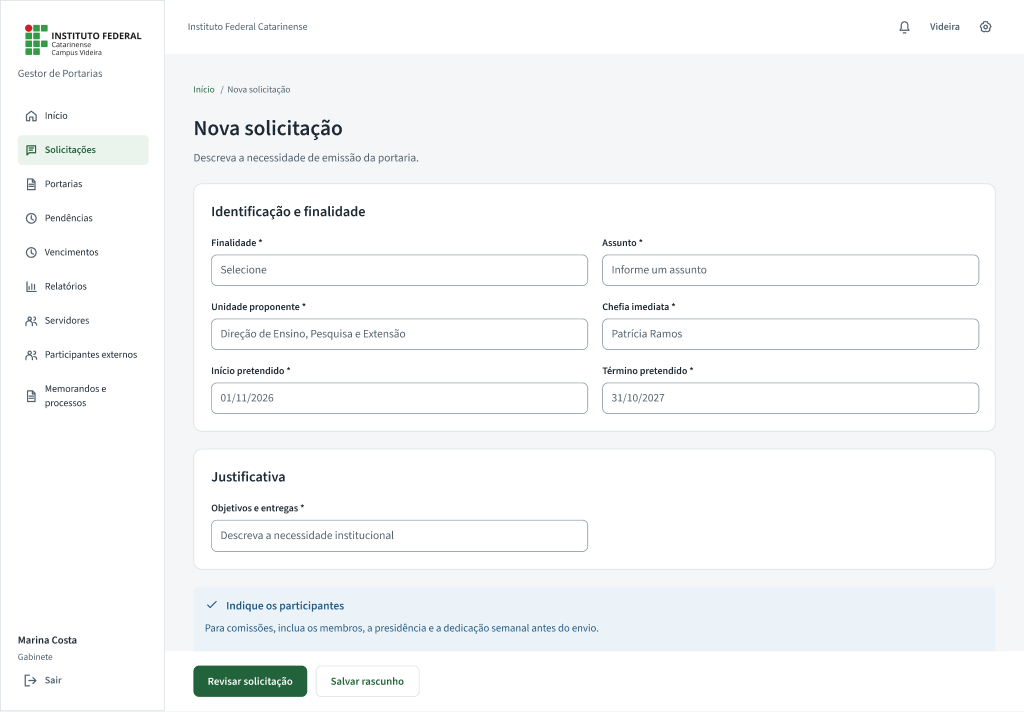 INSTITUTO FEDERAL
Catarinense
Campus Videira
Gestor de Portarias
Início
Solicitações
Portarias
Pendências
Vencimentos
Relatórios
Servidores
Participantes externos
Memorandos e
processos
Marina Costa
Gabinete
Sair
Instituto Federal Catarinense
Videira
Início / Nova solicitação
Nova solicitação
Descreva a necessidade de emissão da portaria.
Identificação e finalidade
Finalidade *
Selecione
Assunto *
Informe um assunto
Unidade proponente *
Direção de Ensino, Pesquisa e Extensão
Chefia imediata *
Patrícia Ramos
Início pretendido *
01/11/2026
Término pretendido *
31/10/2027
Justificativa
Objetivos e entregas *
Descreva a necessidade institucional
Indique os participantes
Para comissões, inclua os membros, a presidência e a dedicação semanal antes do envio.
Revisar solicitação
Salvar rascunho